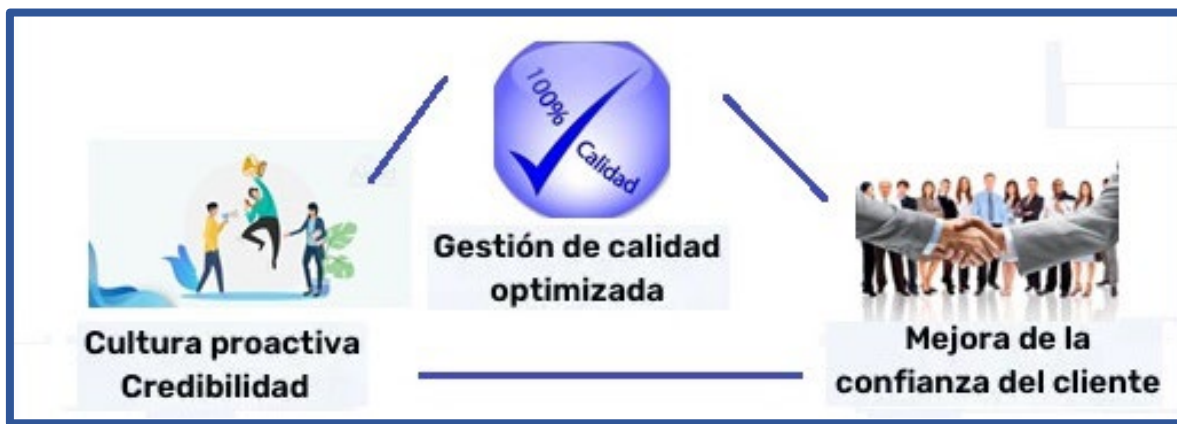 100%
Calidad
Gestión de calidad
optimizada
Cultura proactiva
Credibilidad
Mejora de la
confianza del cliente